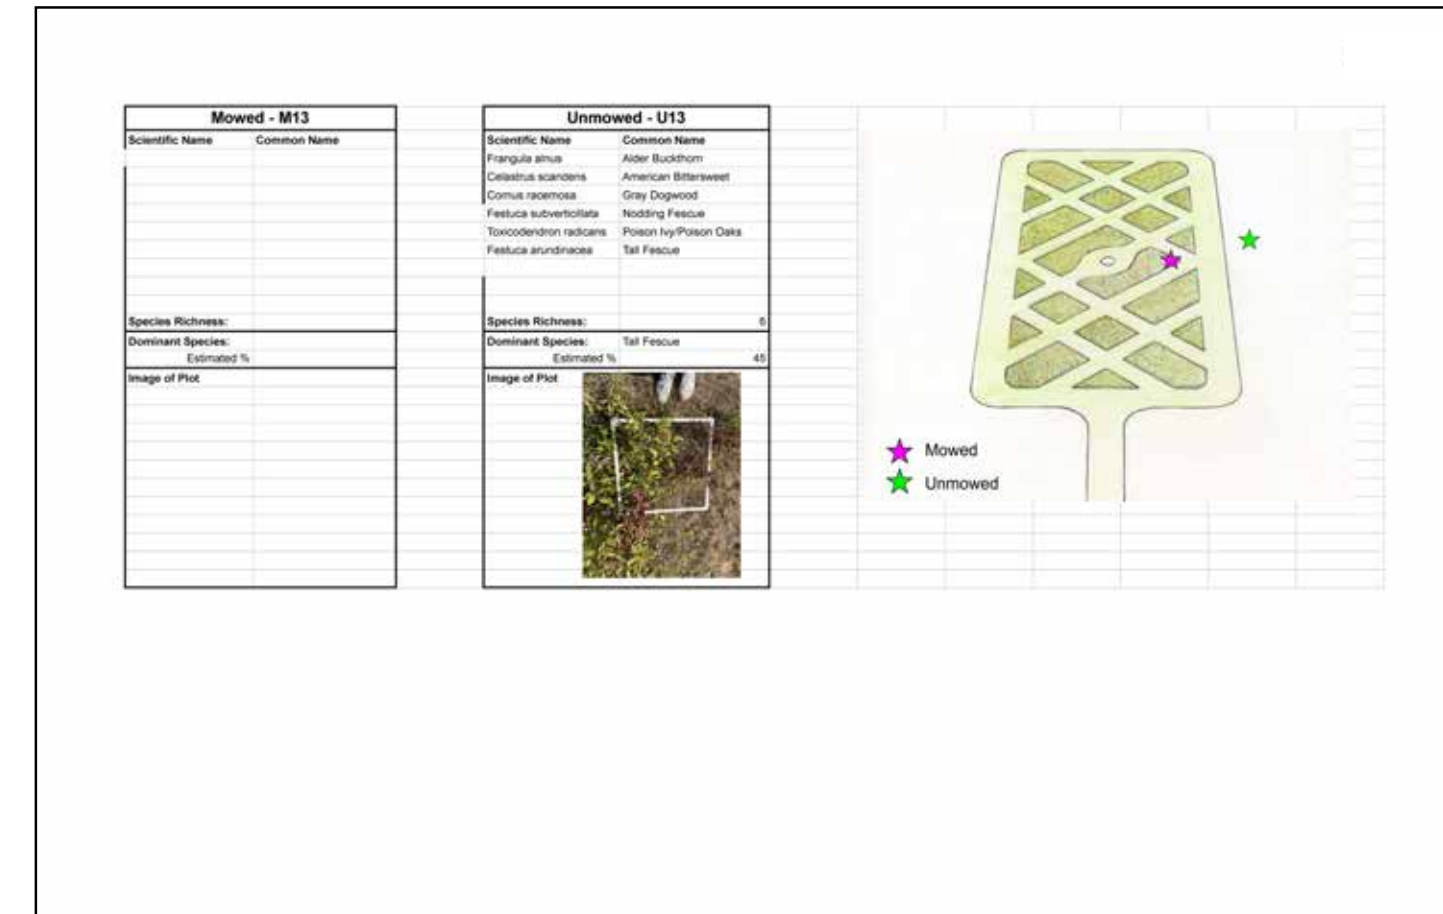 Mowed - M13
Scientific Name Common Name
Species Richness:
Dominant Species:
Estimated %
Image of Plot
Unmowed - U13
Scientific Name Common Name
Frangula alnus Alder Buckthorn
Celastrus scandens American Bittersweet
Cornus racemosa Gray Dogwood
Festuca subverticillata Nodding Fescue
Toxicodendron radicans Poison Ivy/Poison Oaks
Festuca arundinacea Tall Fescue
Species Richness: 6
Dominant Species: Tall Fescue
Estimated % 45
Image of Plot
Mowed
Unmowed